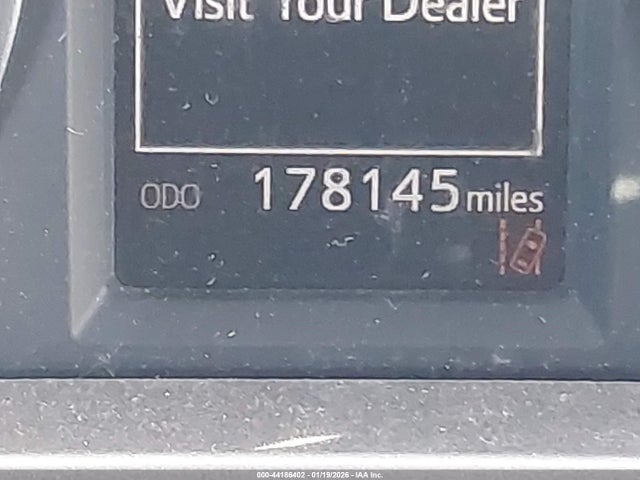 Visit Your Dealer
ODO 178145 miles
000-44186402 - 01/19/2026 - IAA Inc.